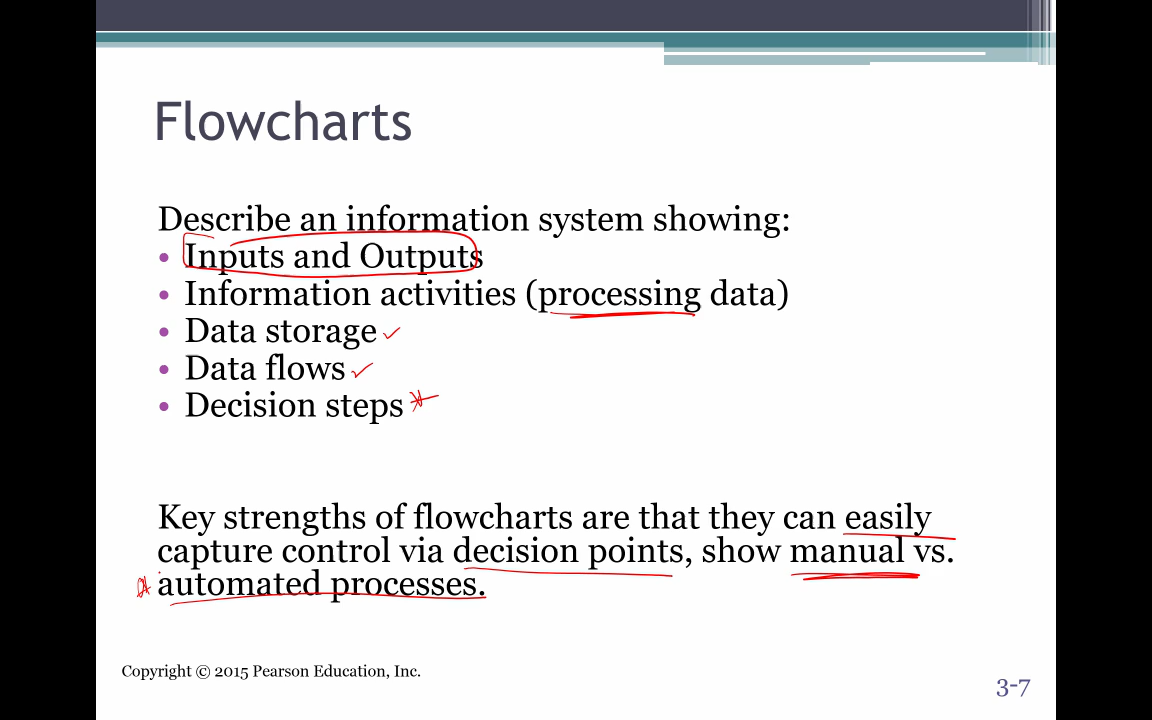 Flowcharts
Describe an information system showing:
• Inputs and Outputs
• Information activities (processing data)
• Data storage
• Data flows
• Decision steps
Key strengths of flowcharts are that they can easily
capture control via decision points, show manual vs.
automated processes.
Copyright © 2015 Pearson Education, Inc.
3-7